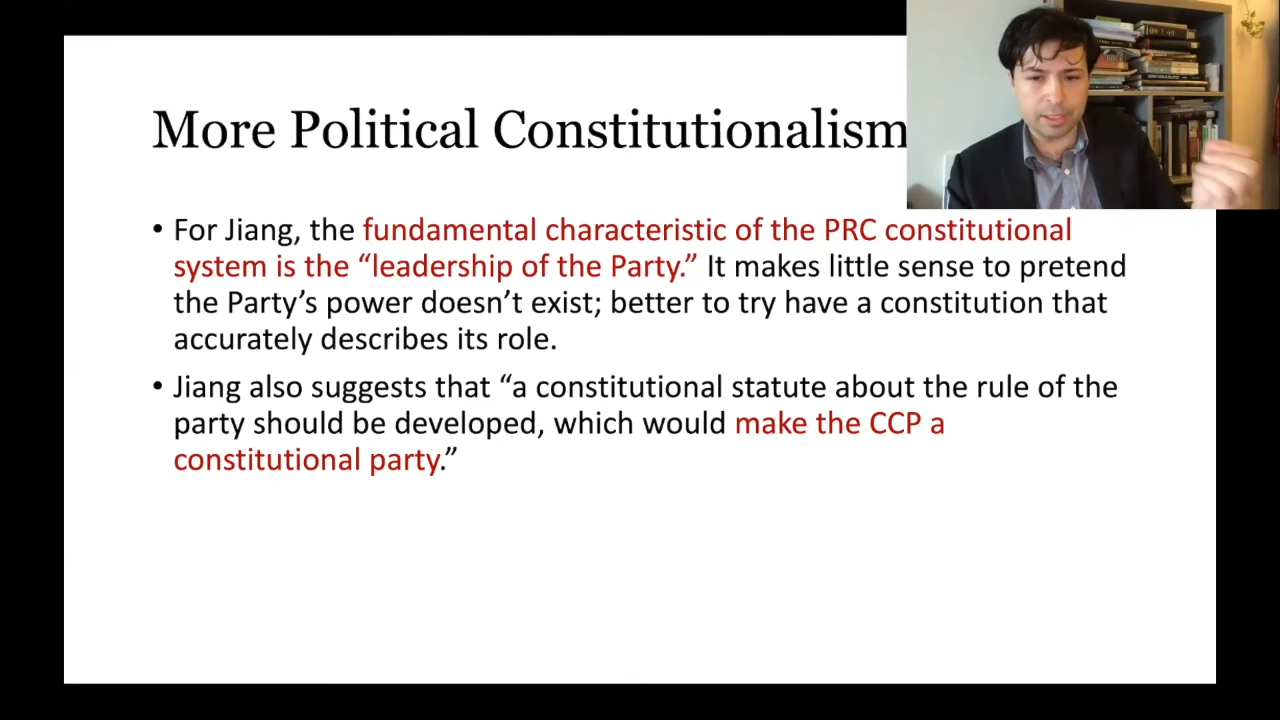 More Political Constitutionalism
• For Jiang, the fundamental characteristic of the PRC constitutional
system is the “leadership of the Party.” It makes little sense to pretend
the Party’s power doesn’t exist; better to try have a constitution that
accurately describes its role.
• Jiang also suggests that “a constitutional statute about the rule of the
party should be developed, which would make the CCP a
constitutional party.”